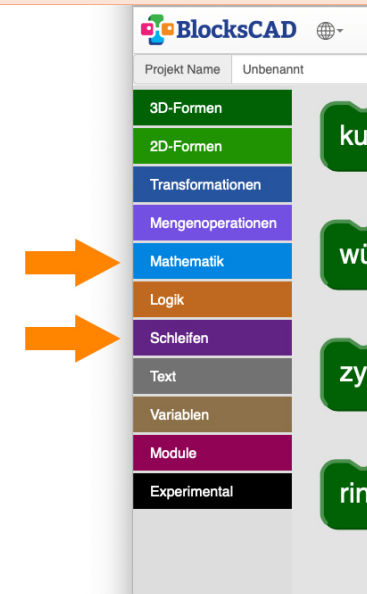 BlocksCAD
Projekt Name Unbenannt
3D-Formen
2D-Formen
Transformationen
Mengenoperationen
Mathematik
Logik
Schleifen
Text
Variablen
Module
Experimental
ku
wü
zy
rin